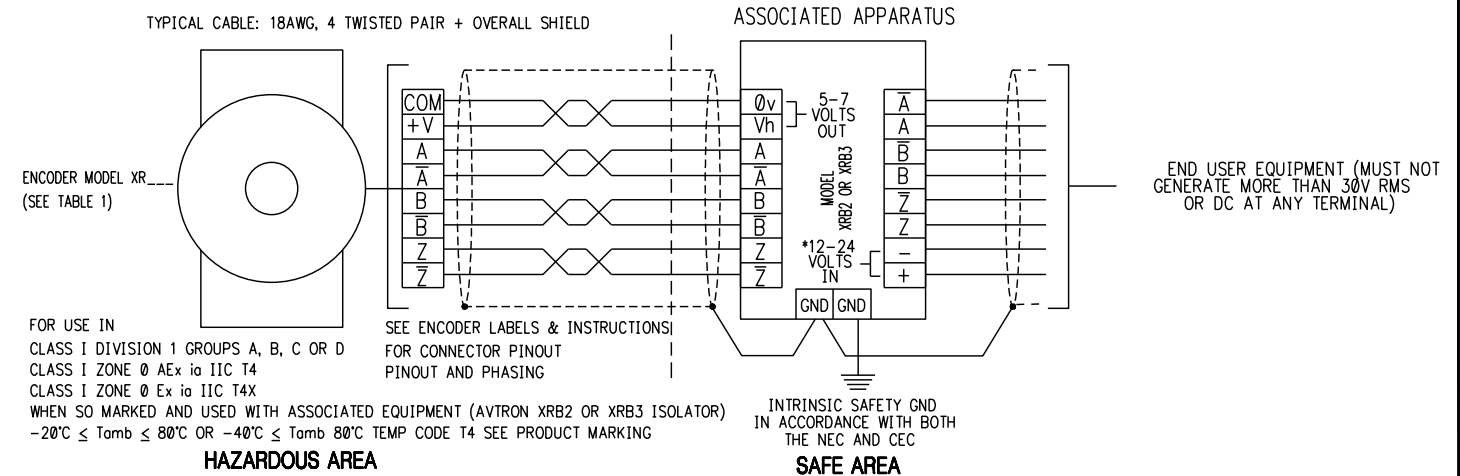 TYPICAL CABLE: 18AWG, 4 TWISTED PAIR + OVERALL SHIELD
ASSOCIATED APPARATUS
ENCODER MODEL XR___
(SEE TABLE 1)
COM
+V
A
A̅
B
B̅
Z
Z̅
0v
Vh
A
A̅
B
B̅
Z
Z̅
5-7
VOLTS
OUT
MODEL
XRB2 OR XRB3
*12-24
VOLTS
IN
A̅
A
B̅
B
Z̅
Z
-
+
GND GND
END USER EQUIPMENT (MUST NOT
GENERATE MORE THAN 30V RMS
OR DC AT ANY TERMINAL)
FOR USE IN
CLASS I DIVISION 1 GROUPS A, B, C OR D
CLASS I ZONE 0 AEx ia IIC T4
CLASS I ZONE 0 Ex ia IIC T4X
WHEN SO MARKED AND USED WITH ASSOCIATED EQUIPMENT (AVTRON XRB2 OR XRB3 ISOLATOR)
-20°C ≤ Tamb ≤ 80°C OR -40°C ≤ Tamb 80°C TEMP CODE T4 SEE PRODUCT MARKING
HAZARDOUS AREA
SEE ENCODER LABELS & INSTRUCTIONS
FOR CONNECTOR PINOUT
PINOUT AND PHASING
INTRINSIC SAFETY GND
IN ACCORDANCE WITH BOTH
THE NEC AND CEC
SAFE AREA